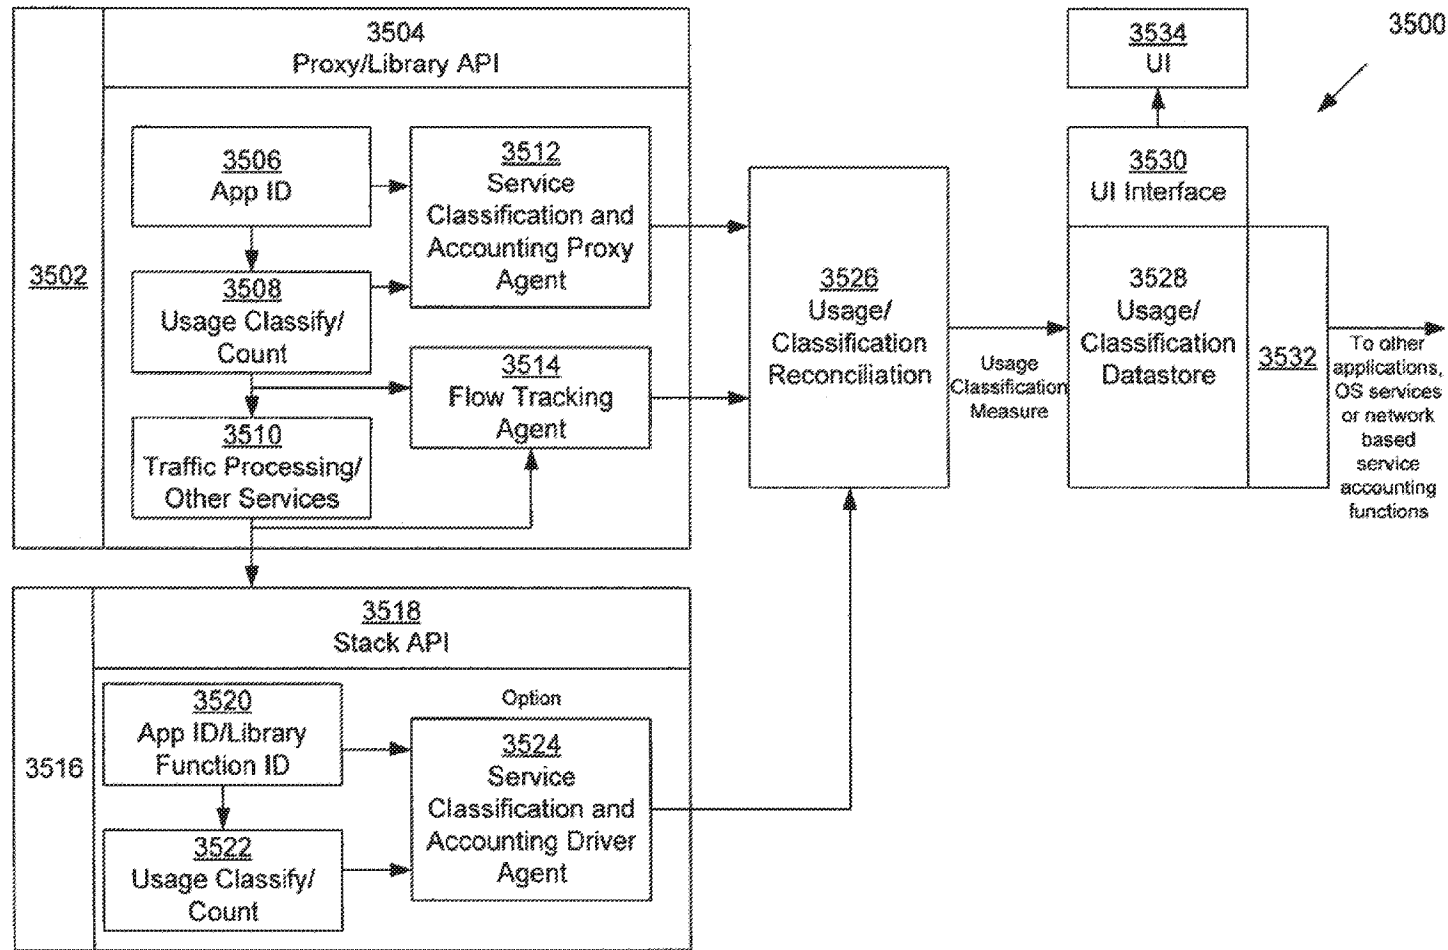 3500
3502
3504
Proxy/Library API
3506
App ID
3508
Usage Classify/
Count
3510
Traffic Processing/
Other Services
3512
Service
Classification and
Accounting Proxy
Agent
3514
Flow Tracking
Agent
3516
3518
Stack API
3520
App ID/Library
Function ID
3522
Usage Classify/
Count
Option
3524
Service
Classification and
Accounting Driver
Agent
3526
Usage/
Classification
Reconciliation
Usage
Classification
Measure
3534
UI
3530
UI Interface
3528
Usage/
Classification
Datastore
3532
To other
applications,
OS services
or network
based
service
accounting
functions